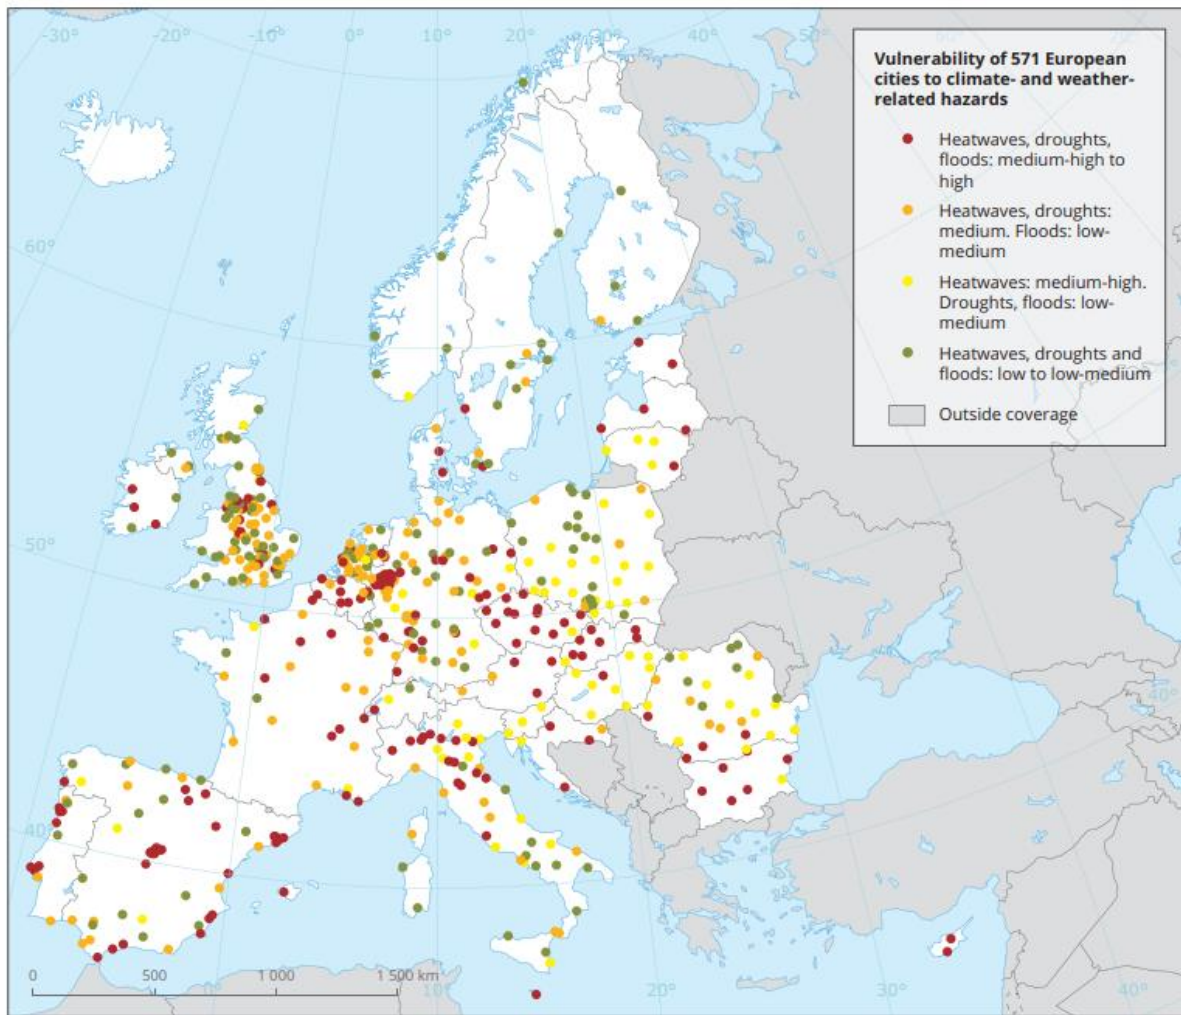 -30°
-20°
-10°
0°
10°
20°
30°
40°
50°
60°
70°
Vulnerability of 571 European
cities to climate- and weather-
related hazards
Heatwaves, droughts,
floods: medium-high to
high
Heatwaves, droughts:
medium. Floods: low-
medium
Heatwaves: medium-high.
Droughts, floods: low-
medium
Heatwaves, droughts and
floods: low to low-medium
Outside coverage
60°
50°
40°
40°
0
500
1 000
1 500 km
0°
10°
20°
30°
40°